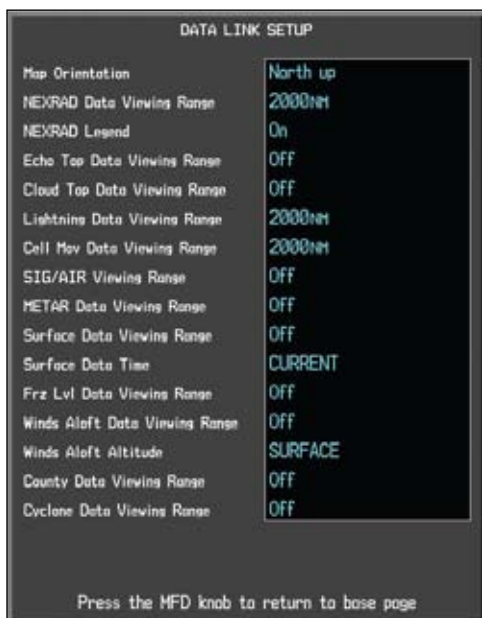 DATA LINK SETUP
Map Orientation North up
NEXRAD Data Viewing Range 2000NM
NEXRAD Legend On
Echo Top Data Viewing Range Off
Cloud Top Data Viewing Range Off
Lightning Data Viewing Range 2000NM
Cell Mov Data Viewing Range 2000NM
SIG/AIR Viewing Range Off
METAR Data Viewing Range Off
Surface Data Viewing Range Off
Surface Data Time CURRENT
Frz Lvl Data Viewing Range Off
Winds Aloft Data Viewing Range Off
Winds Aloft Altitude SURFACE
County Data Viewing Range Off
Cyclone Data Viewing Range Off
Press the MFD knob to return to base page